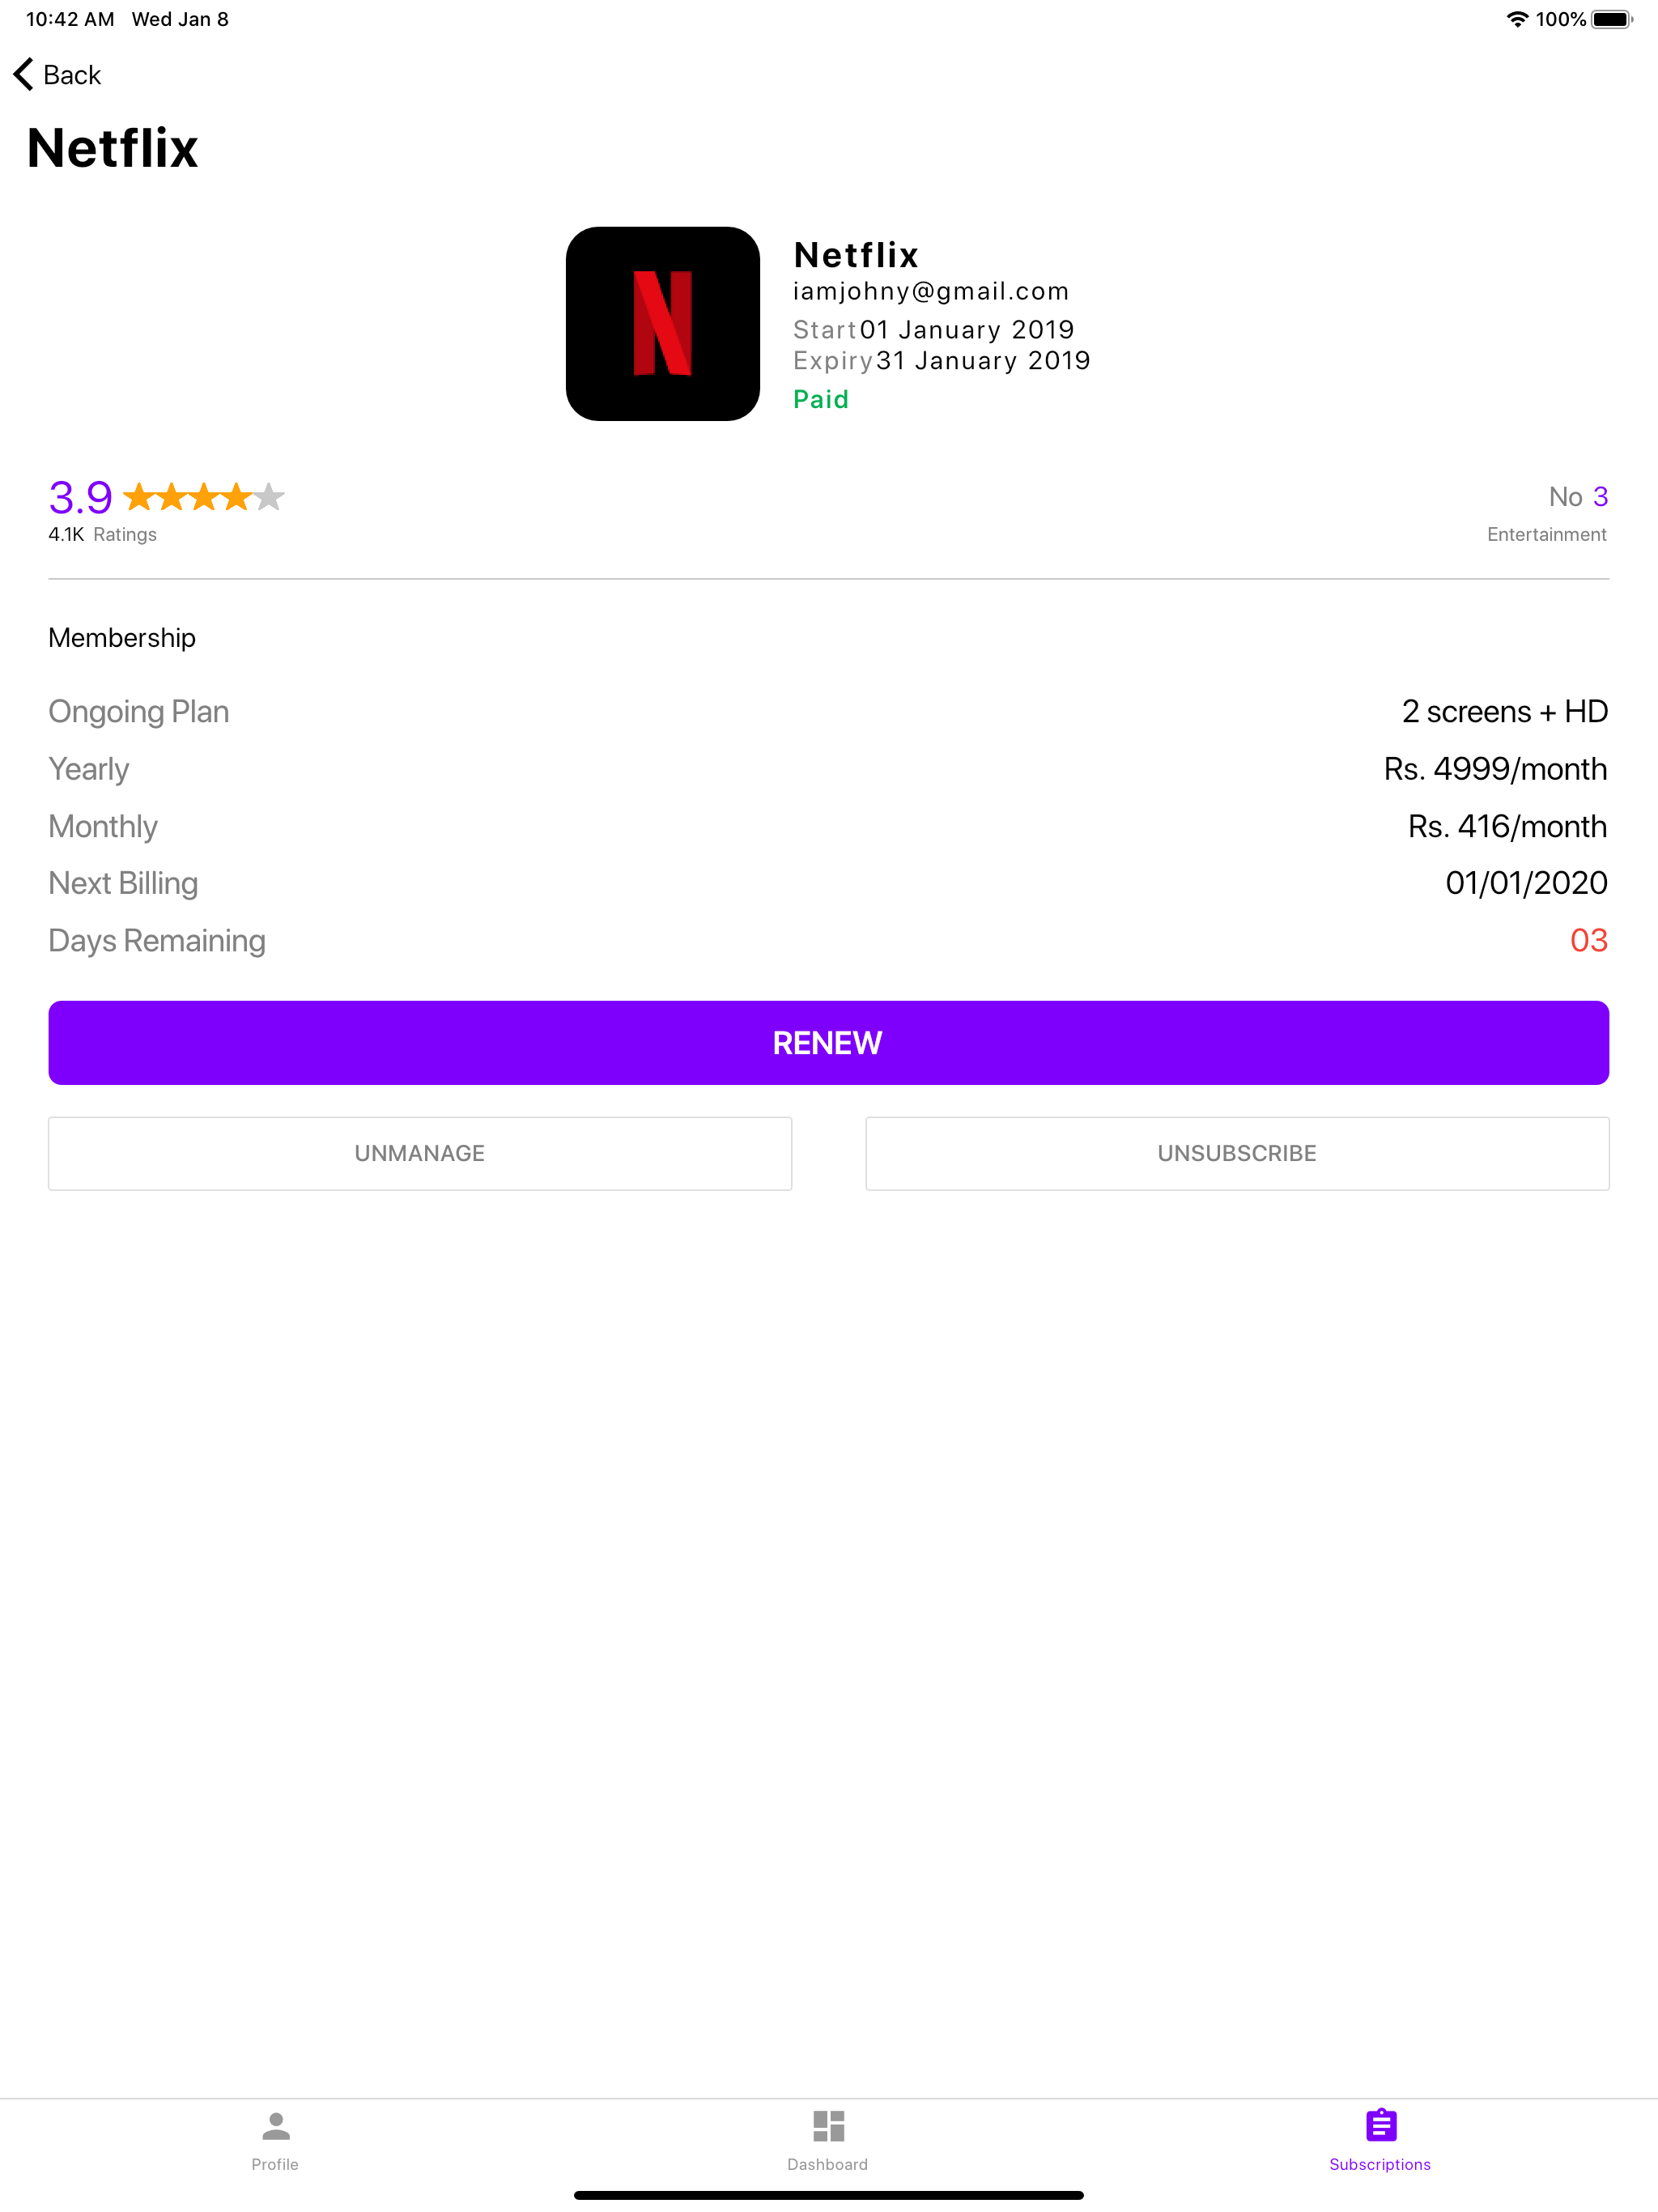 10:42 AM Wed Jan 8 100%
Back
Netflix
N
Netflix
iamjohny@gmail.com
Start01 January 2019
Expiry31 January 2019
Paid
3.9 No 3
4.1K Ratings Entertainment
Membership
Ongoing Plan 2 screens + HD
Yearly Rs. 4999/month
Monthly Rs. 416/month
Next Billing 01/01/2020
Days Remaining 03
RENEW
UNMANAGE UNSUBSCRIBE
Profile Dashboard Subscriptions